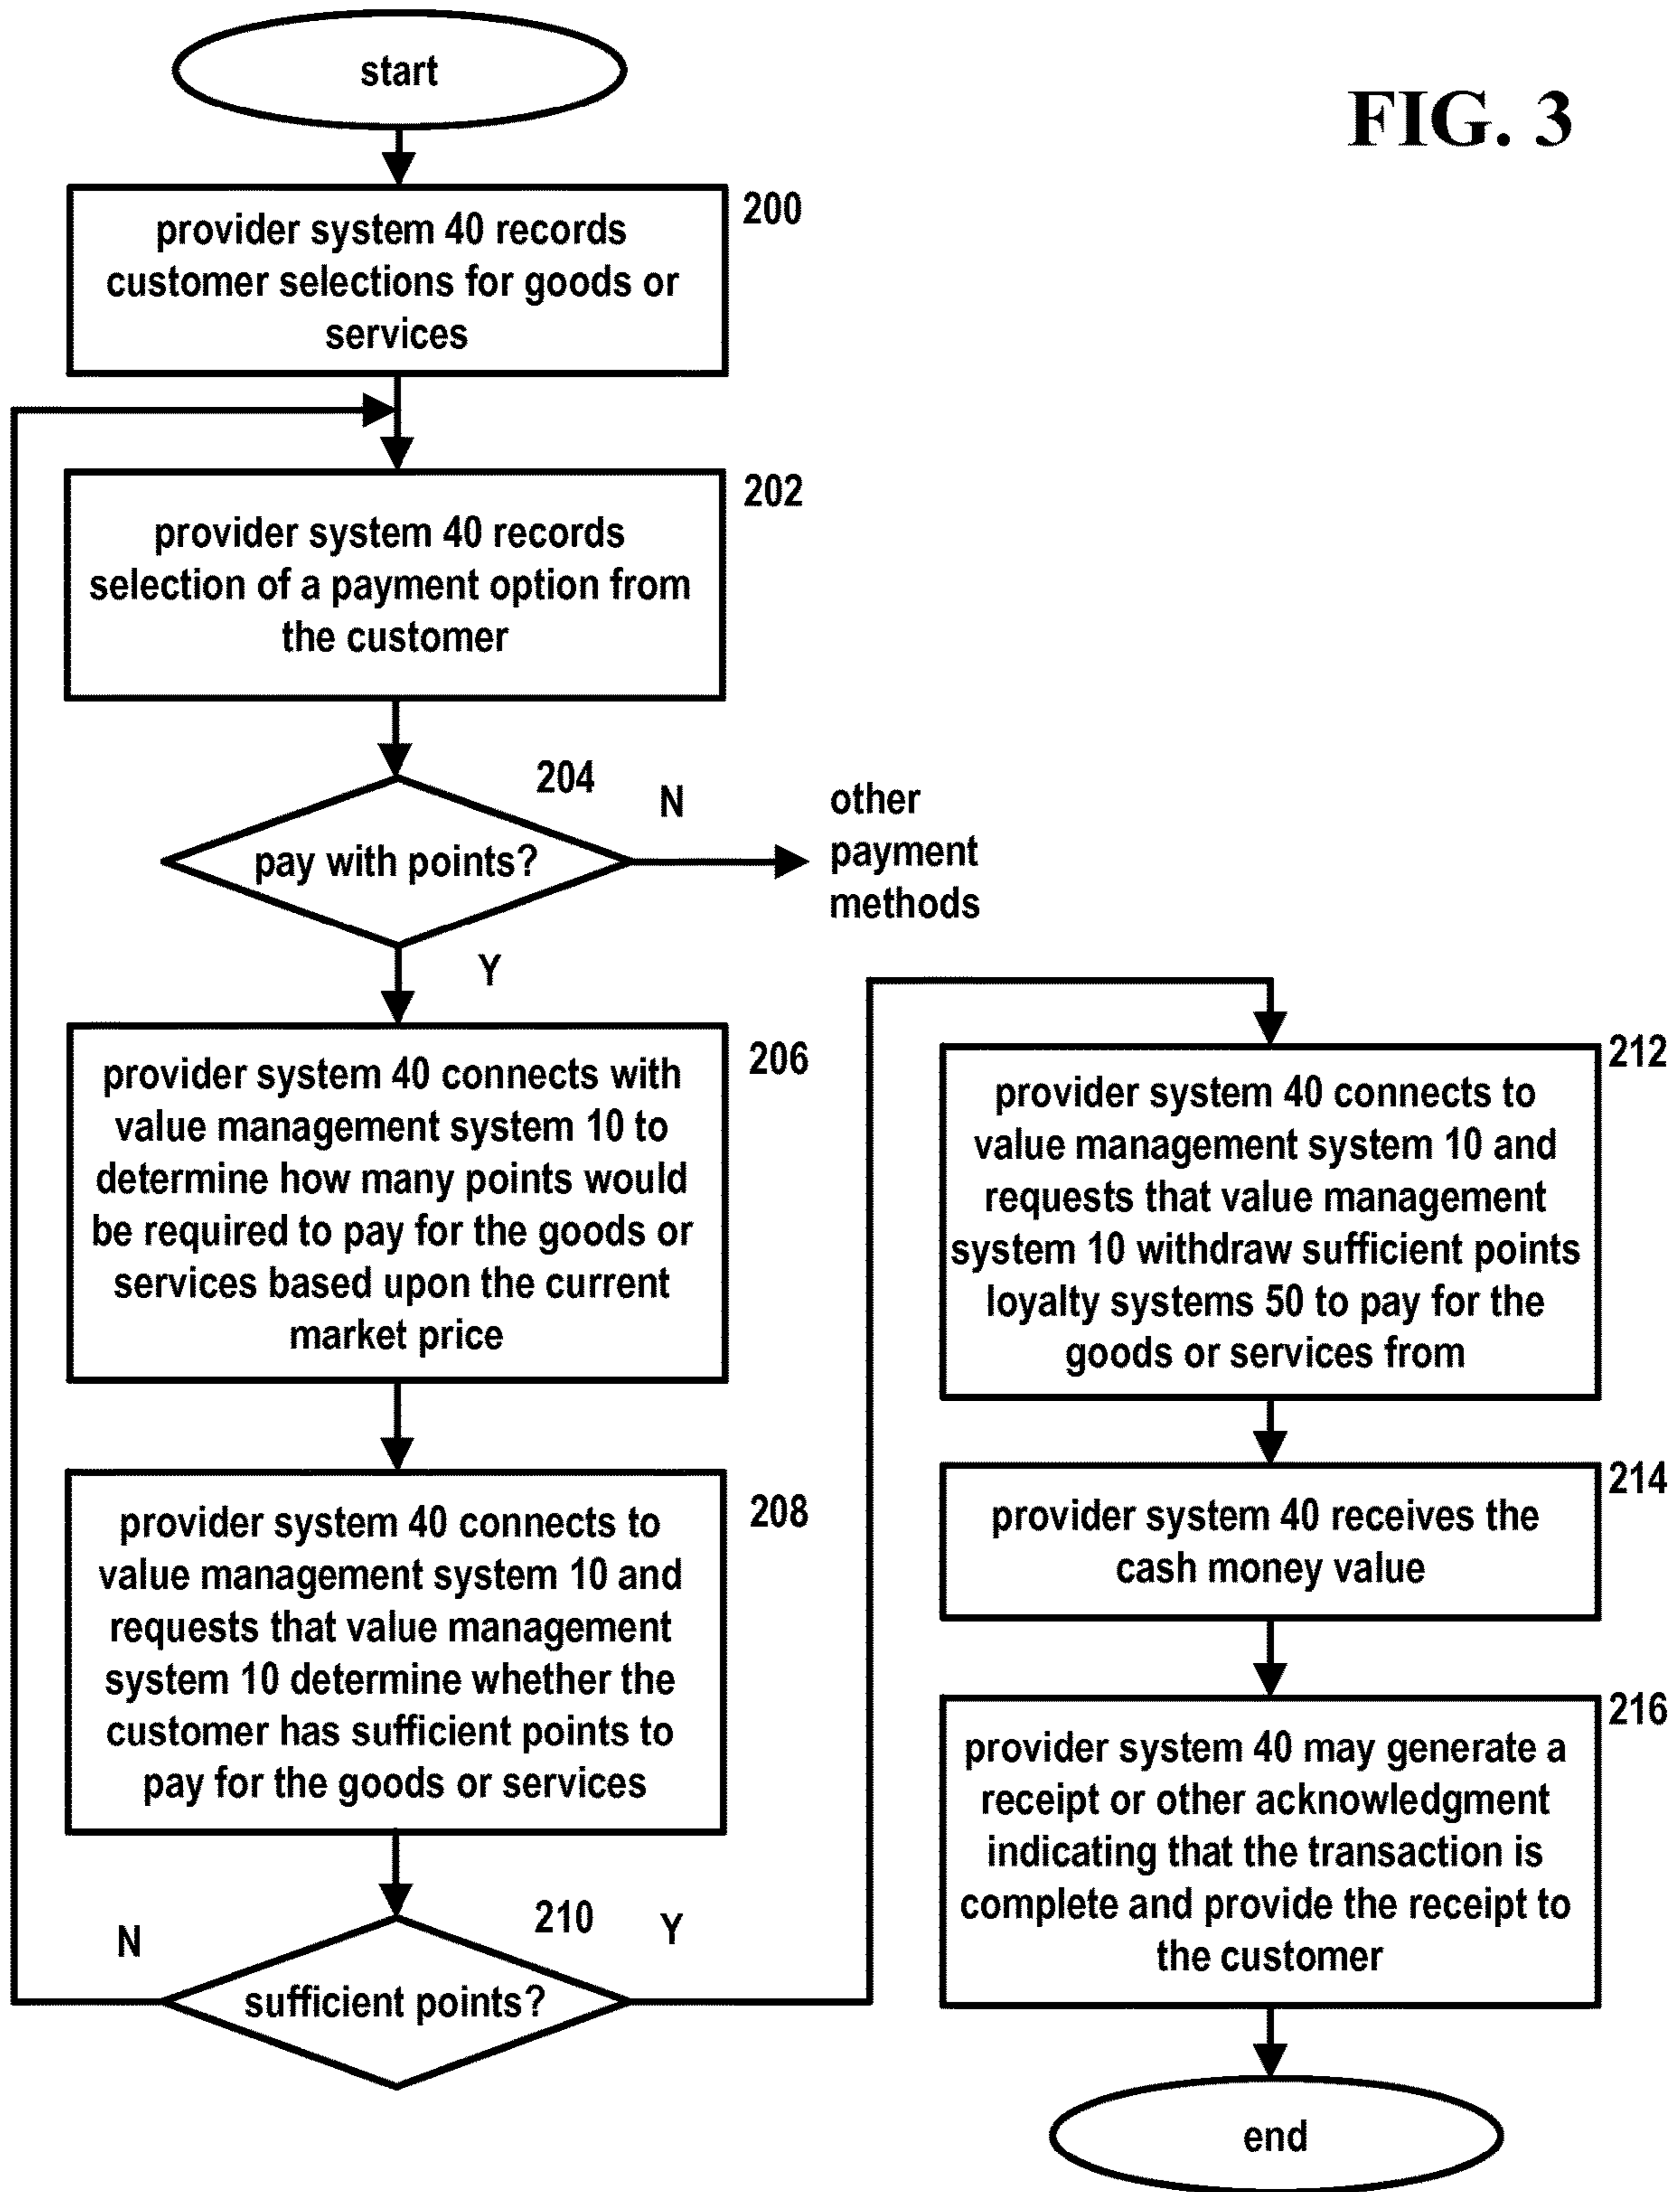 FIG. 3
start
200
provider system 40 records
customer selections for goods or
services
202
provider system 40 records
selection of a payment option from
the customer
204
pay with points?
N
other
payment
methods
Y
206
provider system 40 connects with
value management system 10 to
determine how many points would
be required to pay for the goods or
services based upon the current
market price
208
provider system 40 connects to
value management system 10 and
requests that value management
system 10 determine whether the
customer has sufficient points to
pay for the goods or services
210
sufficient points?
N
Y
212
provider system 40 connects to
value management system 10 and
requests that value management
system 10 withdraw sufficient points
loyalty systems 50 to pay for the
goods or services from
214
provider system 40 receives the
cash money value
216
provider system 40 may generate a
receipt or other acknowledgment
indicating that the transaction is
complete and provide the receipt to
the customer
end